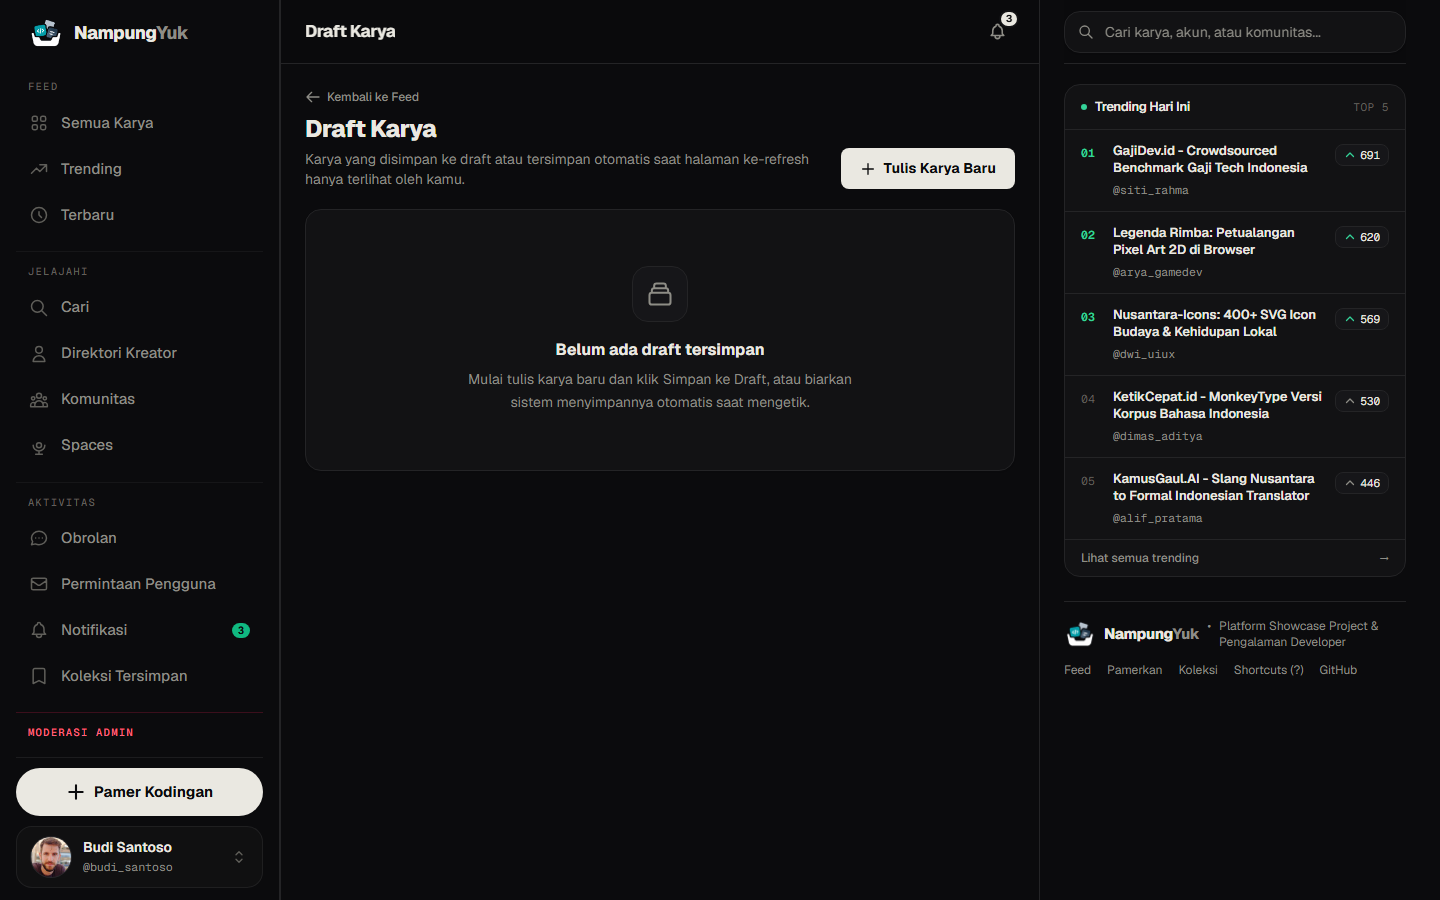 NampungYuk
FEED
Semua Karya
Trending
Terbaru
JELAJAHI
Cari
Direktori Kreator
Komunitas
Spaces
AKTIVITAS
Obrolan
Permintaan Pengguna
Notifikasi 3
Koleksi Tersimpan
MODERASI ADMIN
Pamer Kodingan
Budi Santoso
@budi_santoso
Draft Karya
3
Kembali ke Feed
Draft Karya
Karya yang disimpan ke draft atau tersimpan otomatis saat halaman ke-refresh
hanya terlihat oleh kamu.
Tulis Karya Baru
Belum ada draft tersimpan
Mulai tulis karya baru dan klik Simpan ke Draft, atau biarkan
sistem menyimpannya otomatis saat mengetik.
Cari karya, akun, atau komunitas...
Trending Hari Ini TOP 5
01 GajiDev.id - Crowdsourced 691
Benchmark Gaji Tech Indonesia
@siti_rahma
02 Legenda Rimba: Petualangan 620
Pixel Art 2D di Browser
@arya_gamedev
03 Nusantara-Icons: 400+ SVG Icon 569
Budaya & Kehidupan Lokal
@dwi_uiux
04 KetikCepat.id - MonkeyType Versi 530
Korpus Bahasa Indonesia
@dimas_aditya
05 KamusGaul.AI - Slang Nusantara 446
to Formal Indonesian Translator
@alif_pratama
Lihat semua trending →
NampungYuk • Platform Showcase Project &
Pengalaman Developer
Feed Pamerkan Koleksi Shortcuts (?) GitHub